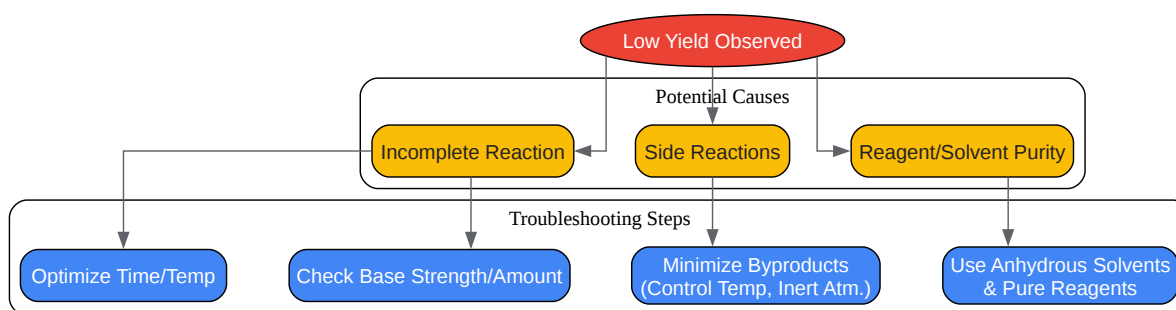 Low Yield Observed
Potential Causes
Incomplete Reaction
Side Reactions
Reagent/Solvent Purity
Troubleshooting Steps
Optimize Time/Temp
Check Base Strength/Amount
Minimize Byproducts
(Control Temp, Inert Atm.)
Use Anhydrous Solvents
& Pure Reagents